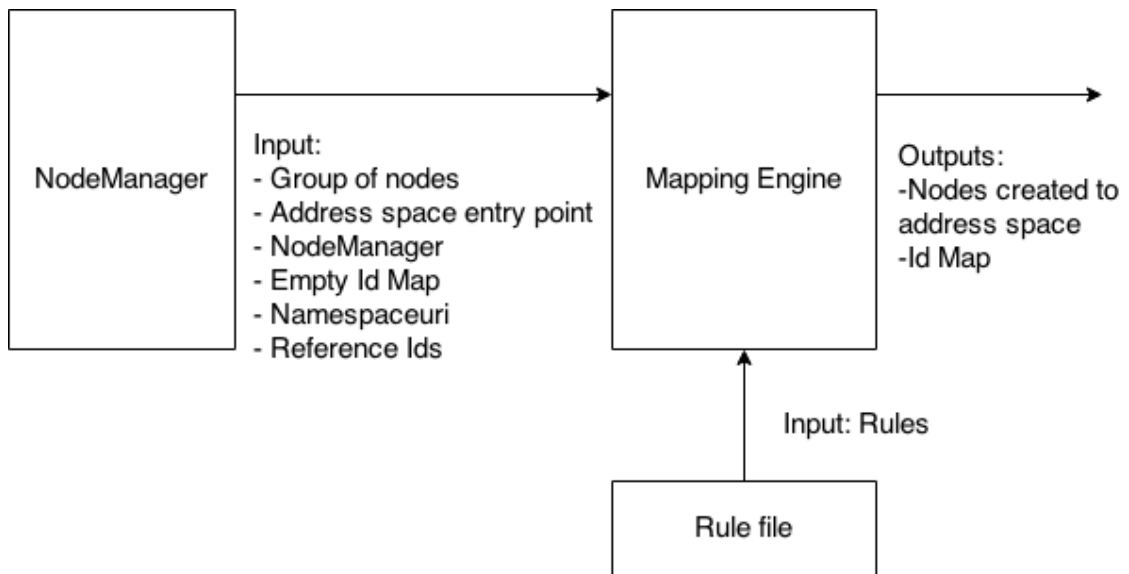 NodeManager
Input:
- Group of nodes
- Address space entry point
- NodeManager
- Empty Id Map
- Namespaceuri
- Reference Ids
Mapping Engine
Outputs:
-Nodes created to
address space
-Id Map
Input: Rules
Rule file